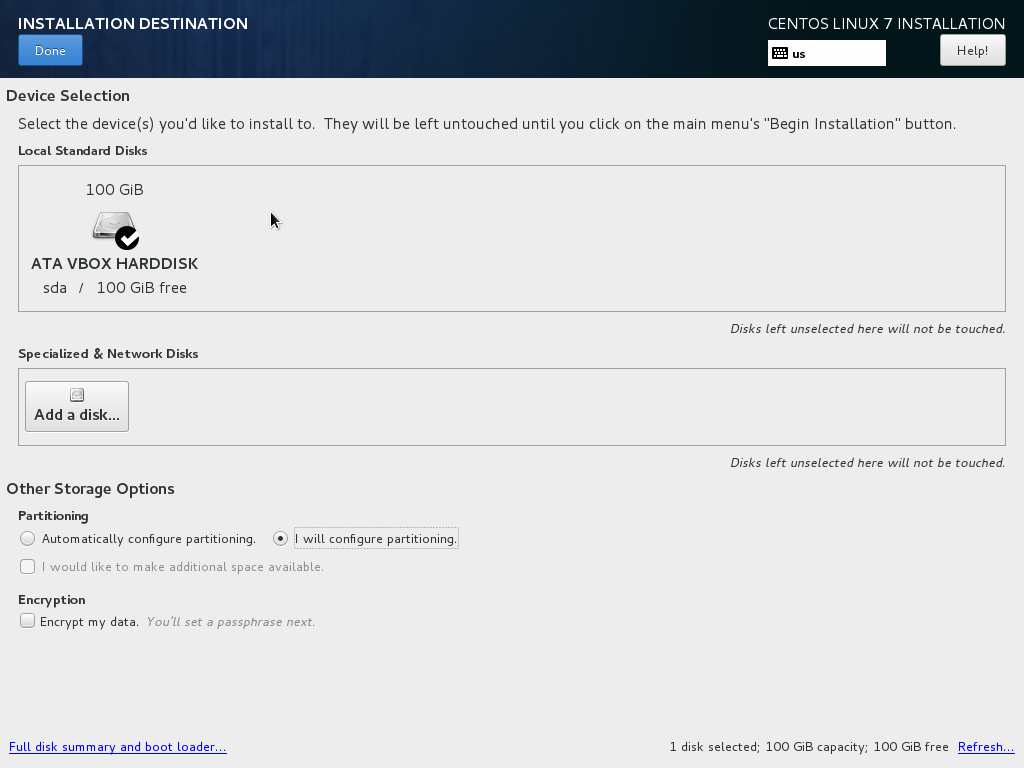 INSTALLATION DESTINATION
CENTOS LINUX 7 INSTALLATION
Done
us
Help!
Device Selection
Select the device(s) you'd like to install to.  They will be left untouched until you click on the main menu's "Begin Installation" button.
Local Standard Disks
100 GiB
ATA VBOX HARDDISK
sda / 100 GiB free
Disks left unselected here will not be touched.
Specialized & Network Disks
Add a disk...
Disks left unselected here will not be touched.
Other Storage Options
Partitioning
Automatically configure partitioning. I will configure partitioning.
I would like to make additional space available.
Encryption
Encrypt my data. You'll set a passphrase next.
Full disk summary and boot loader... 1 disk selected; 100 GiB capacity; 100 GiB free Refresh...